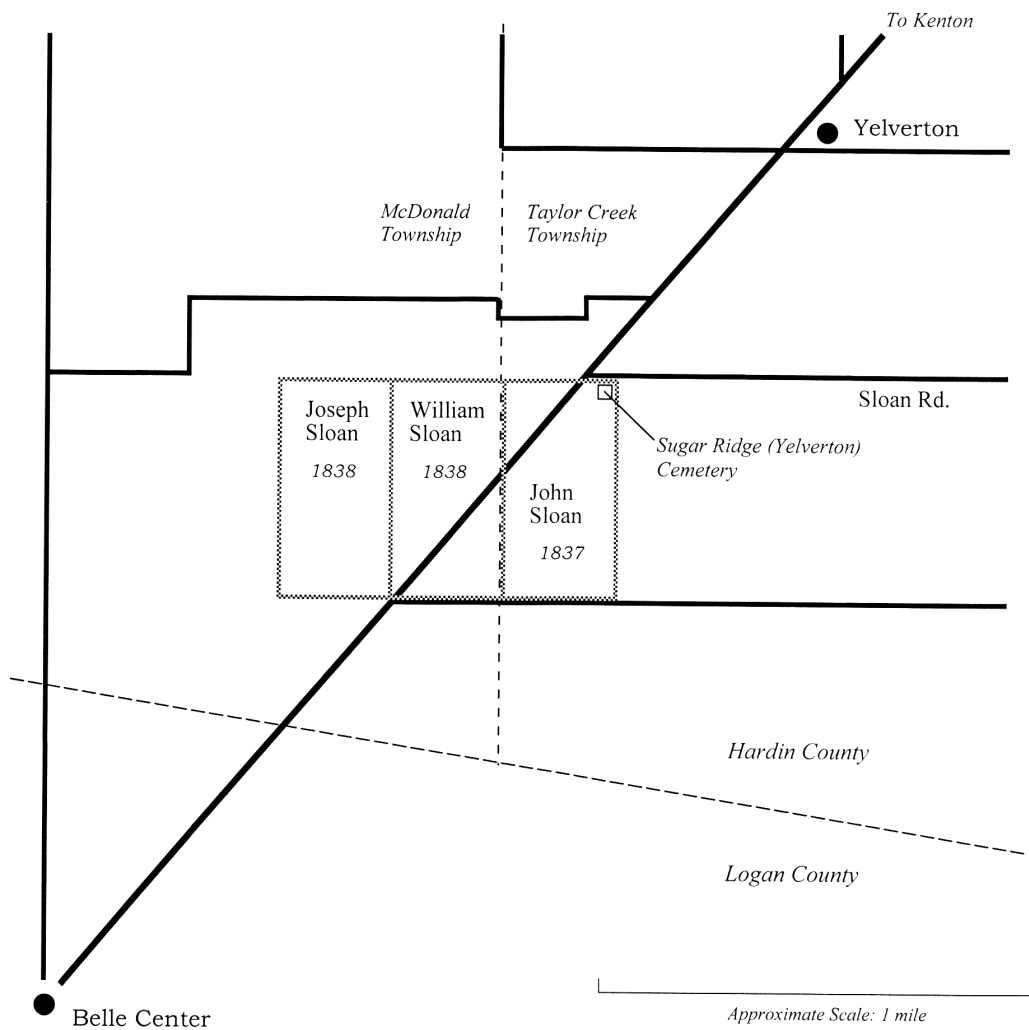 To Kenton
Yelverton
McDonald
Township
Taylor Creek
Township
Sloan Rd.
Joseph
Sloan
1838
William
Sloan
1838
Sugar Ridge (Yelverton)
Cemetery
John
Sloan
1837
Hardin County
Logan County
Belle Center
Approximate Scale: 1 mile